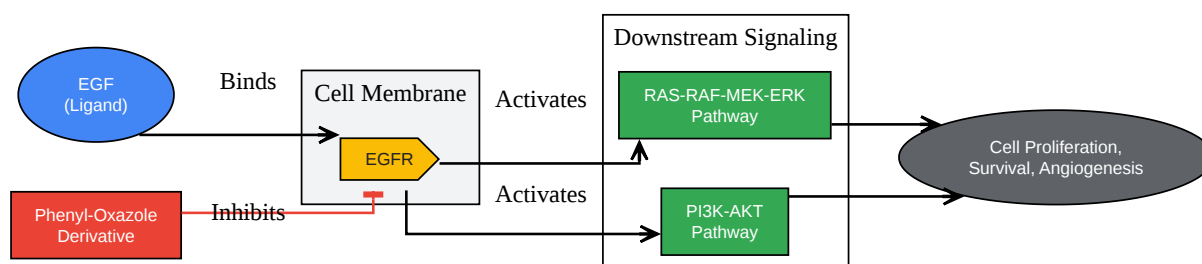 EGF
(Ligand)
Binds
Cell Membrane
EGFR
Phenyl-Oxazole
Derivative
Inhibits
Activates
Activates
Downstream Signaling
RAS-RAF-MEK-ERK
Pathway
PI3K-AKT
Pathway
Cell Proliferation,
Survival, Angiogenesis